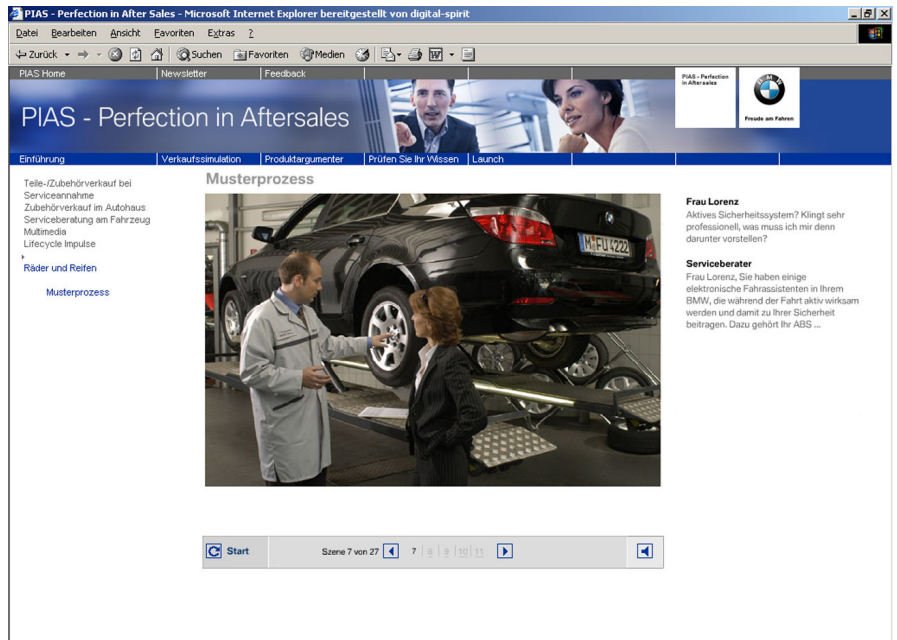 PIAS - Perfection in After Sales - Microsoft Internet Explorer bereitgestellt von digital-spirit
Datei Bearbeiten Ansicht Favoriten Extras ?
Zurück Suchen Favoriten Medien
PIAS Home Newsletter Feedback
PIAS - Perfection in Aftersales
PIAS - Perfection
in Aftersales
BMW
Freude am Fahren
Einführung Verkaufssimulation Produktargumenter Prüfen Sie Ihr Wissen Launch
Teile-/Zubehörverkauf bei
Serviceannahme
Zubehörverkauf im Autohaus
Serviceberatung am Fahrzeug
Multimedia
Lifecycle Impulse
Räder und Reifen
Musterprozess
Musterprozess
M FU 4222
Frau Lorenz
Aktives Sicherheitssystem? Klingt sehr
professionell, was muss ich mir denn
darunter vorstellen?
Serviceberater
Frau Lorenz, Sie haben einige
elektronische Fahrassistenten in Ihrem
BMW, die während der Fahrt aktiv wirksam
werden und damit zu Ihrer Sicherheit
beitragen. Dazu gehört Ihr ABS ...
Start Szene 7 von 27 7 | 8 | 9 | 10 | 11